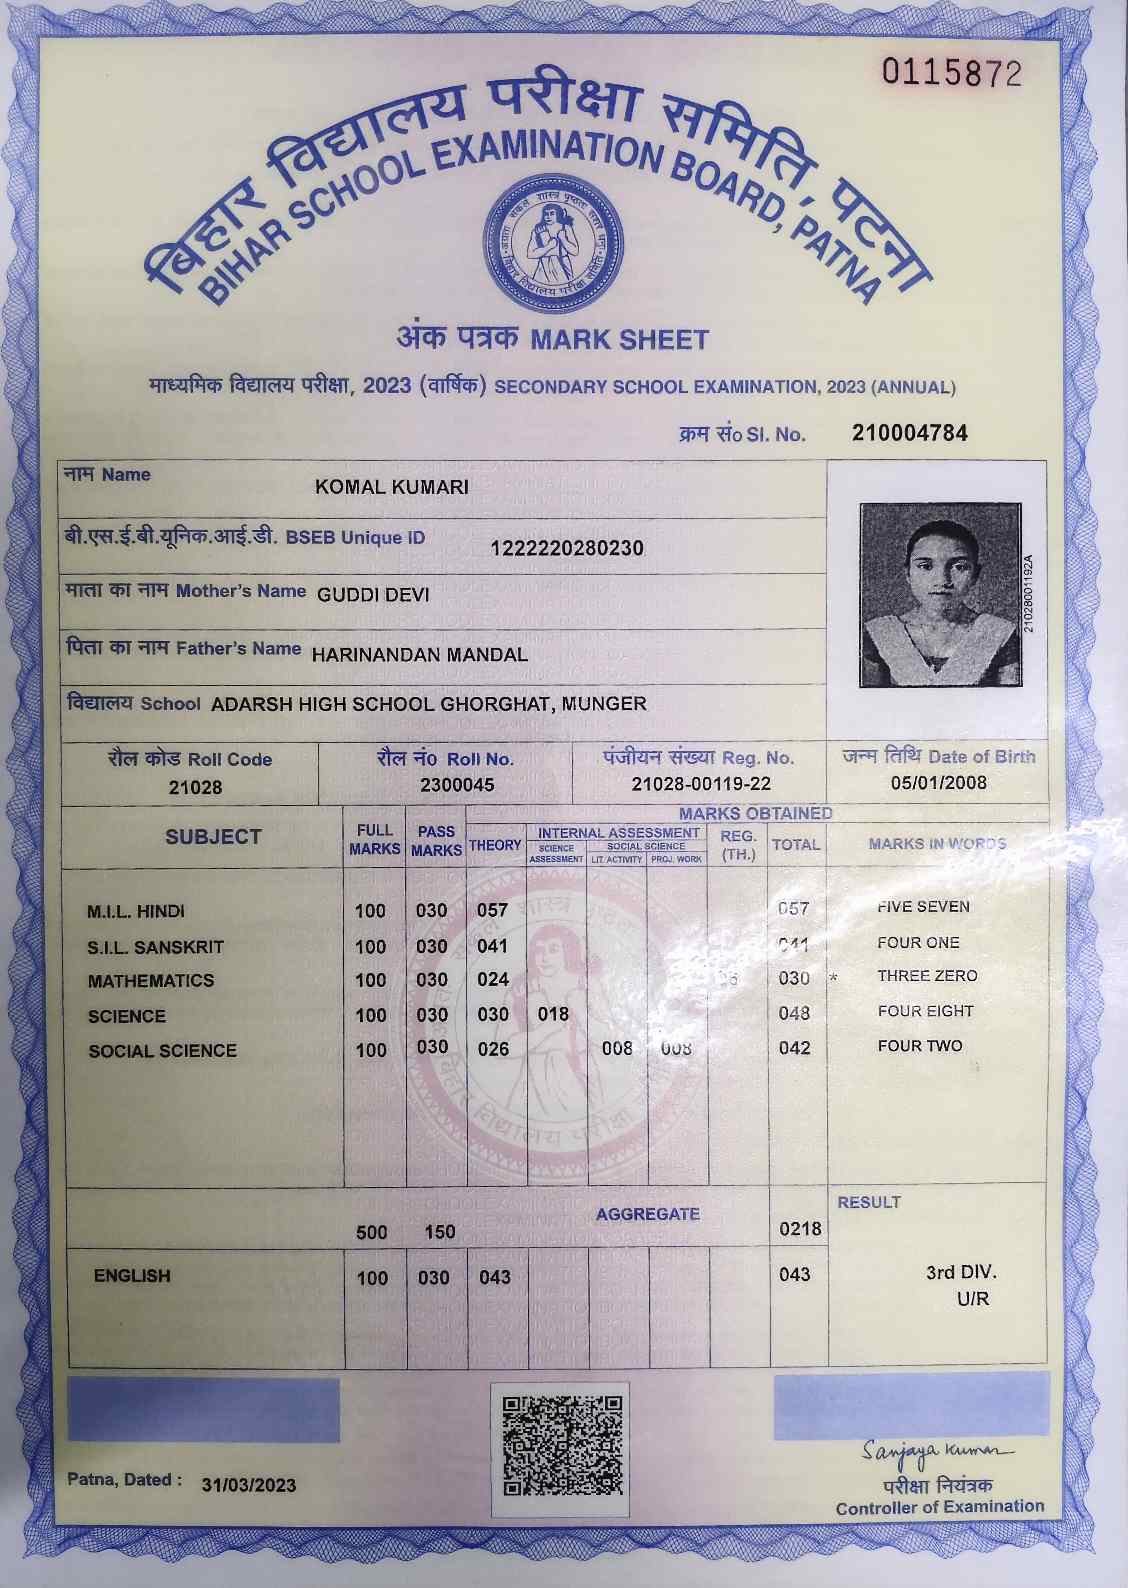 0115872
बिहार विद्यालय परीक्षा समिति, पटना
BIHAR SCHOOL EXAMINATION BOARD, PATNA
अंक पत्रक MARK SHEET
माध्यमिक विद्यालय परीक्षा, 2023 (वार्षिक) SECONDARY SCHOOL EXAMINATION, 2023 (ANNUAL)
क्रम सं० Sl. No. 210004784
नाम Name KOMAL KUMARI
बी.एस.ई.बी.यूनिक.आई.डी. BSEB Unique ID 1222220280230
माता का नाम Mother's Name GUDDI DEVI
पिता का नाम Father's Name HARINANDAN MANDAL
विद्यालय School ADARSH HIGH SCHOOL GHORGHAT, MUNGER
21028001192A
रौल कोड Roll Code रौल नं० Roll No. पंजीयन संख्या Reg. No. जन्म तिथि Date of Birth
21028 2300045 21028-00119-22 05/01/2008
SUBJECT FULL MARKS PASS MARKS MARKS OBTAINED
THEORY INTERNAL ASSESSMENT REG. (TH.) TOTAL MARKS IN WORDS
SCIENCE ASSESSMENT SOCIAL SCIENCE
LIT. ACTIVITY PROJ. WORK
M.I.L. HINDI 100 030 057 057 FIVE SEVEN
S.I.L. SANSKRIT 100 030 041 041 FOUR ONE
MATHEMATICS 100 030 024 030 * THREE ZERO
SCIENCE 100 030 030 018 048 FOUR EIGHT
SOCIAL SCIENCE 100 030 026 008 008 042 FOUR TWO
500 150 AGGREGATE 0218 RESULT
ENGLISH 100 030 043 043 3rd DIV.
U/R
Patna, Dated : 31/03/2023
Sanjaya Kumar
परीक्षा नियंत्रक
Controller of Examination